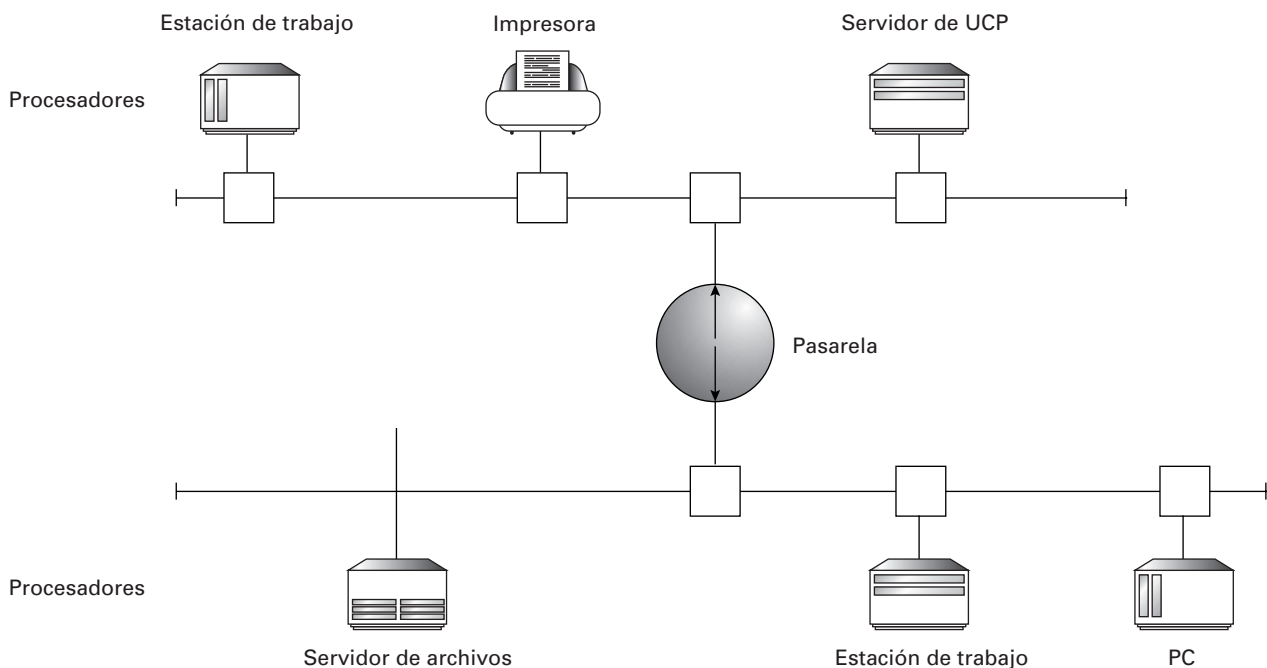 Estación de trabajo
Impresora
Servidor de UCP
Procesadores
Pasarela
Procesadores
Servidor de archivos
Estación de trabajo
PC